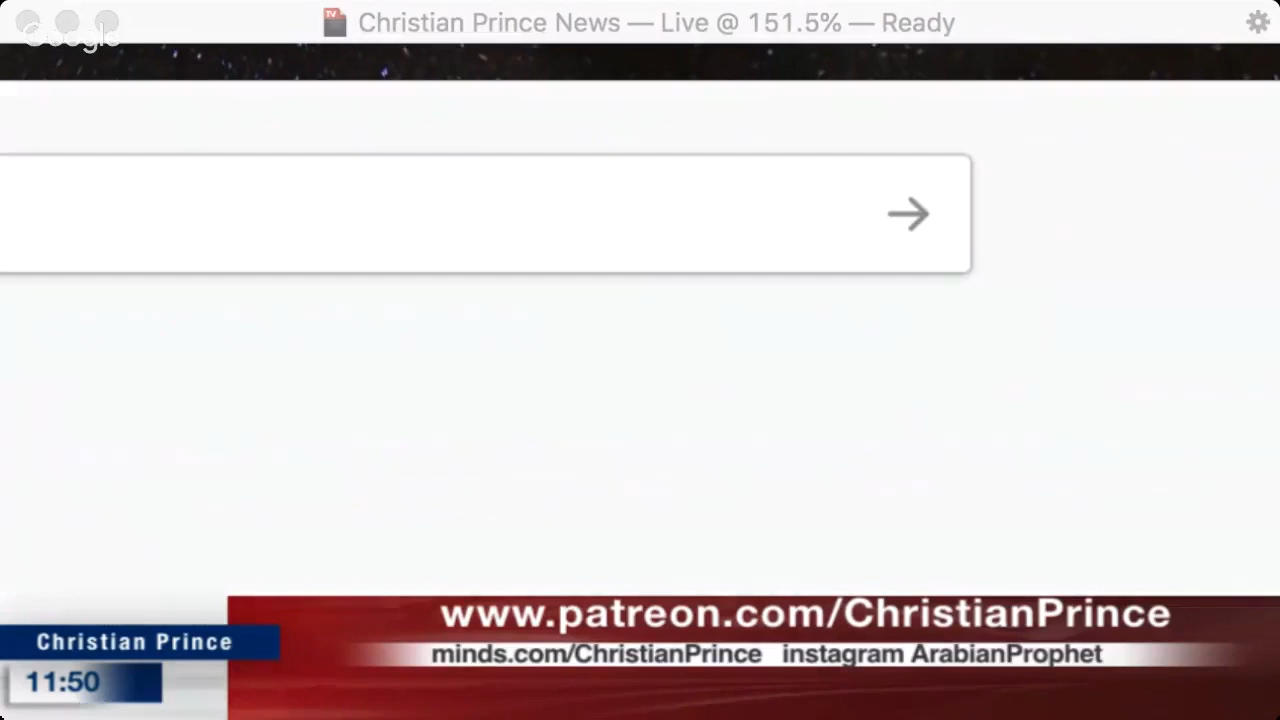 Christian Prince News — Live @ 151.5% — Ready
Google
www.patreon.com/ChristianPrince
Christian Prince
minds.com/ChristianPrince instagram ArabianProphet
11:50